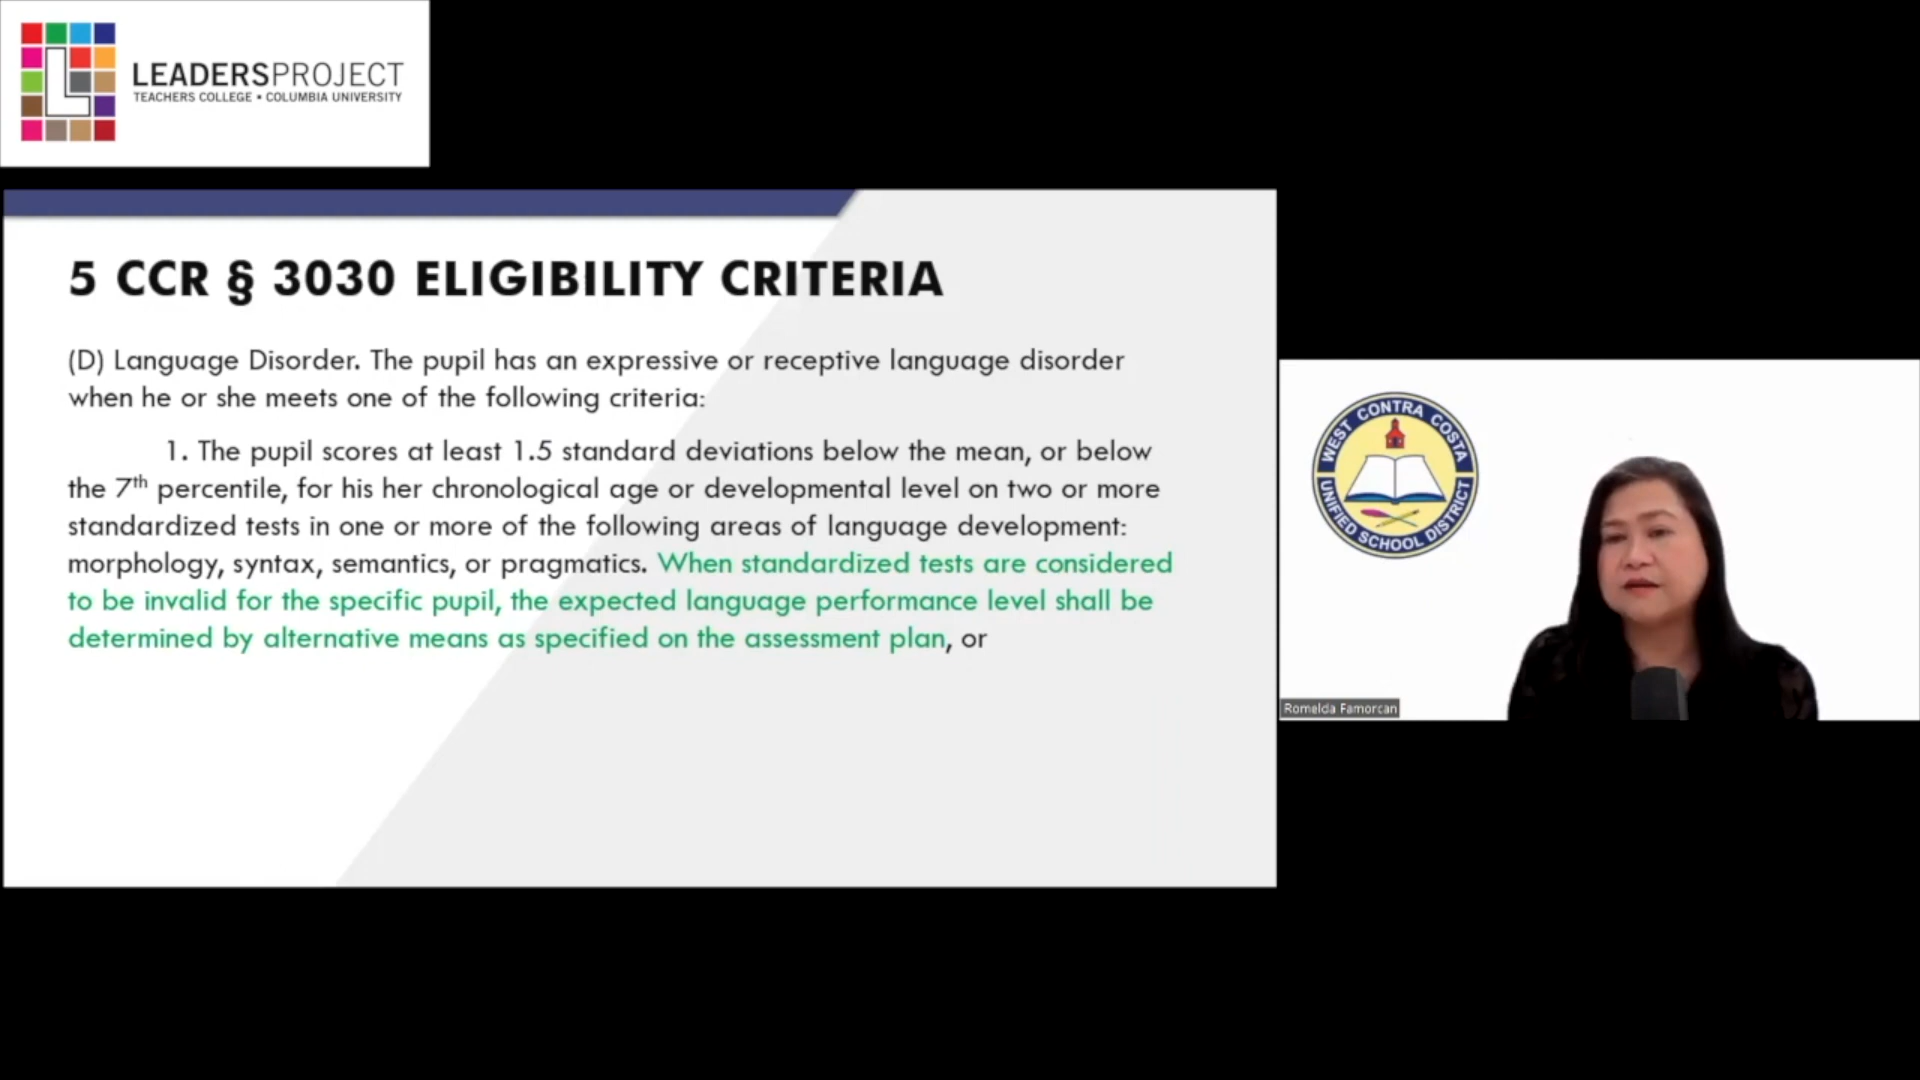 LEADERSPROJECT
TEACHERS COLLEGE • COLUMBIA UNIVERSITY
5 CCR § 3030 ELIGIBILITY CRITERIA
(D) Language Disorder. The pupil has an expressive or receptive language disorder
when he or she meets one of the following criteria:
1. The pupil scores at least 1.5 standard deviations below the mean, or below
the 7th percentile, for his her chronological age or developmental level on two or more
standardized tests in one or more of the following areas of language development:
morphology, syntax, semantics, or pragmatics. When standardized tests are considered
to be invalid for the specific pupil, the expected language performance level shall be
determined by alternative means as specified on the assessment plan, or
WEST CONTRA COSTA
UNIFIED SCHOOL DISTRICT
Romelda Famorcan